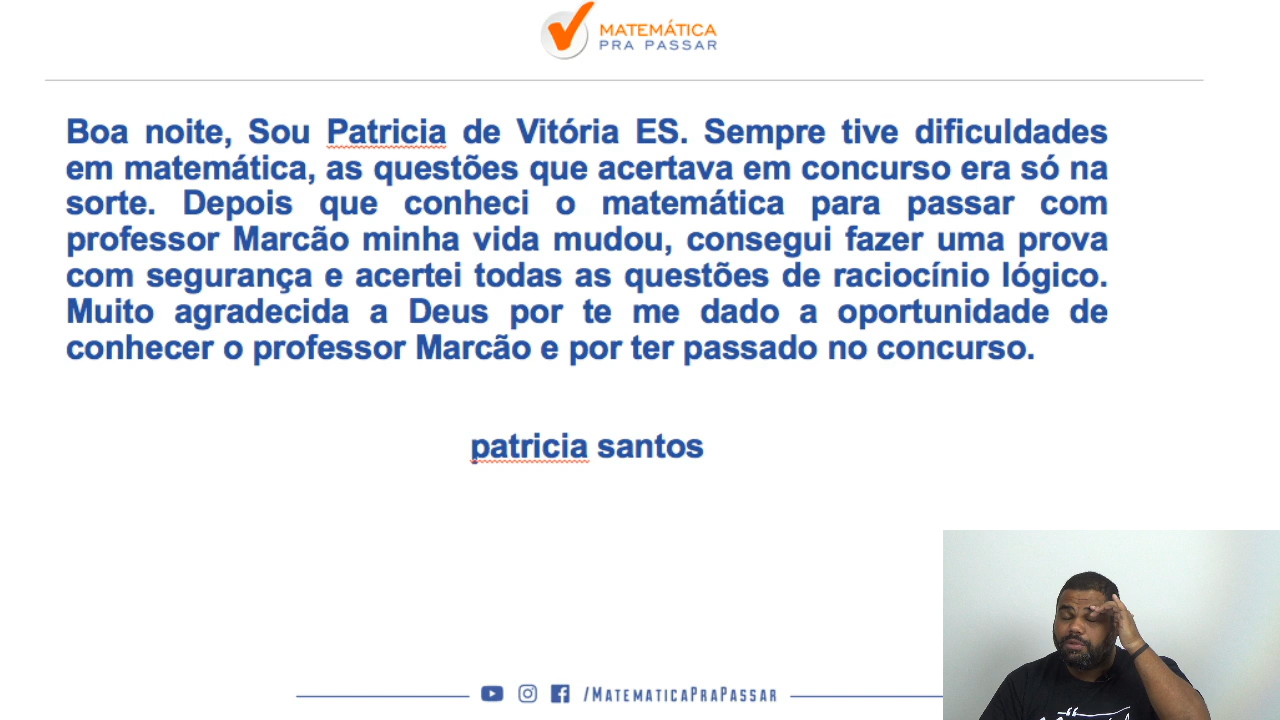 MATEMÁTICA
PRA PASSAR
Boa noite, Sou Patricia de Vitória ES. Sempre tive dificuldades
em matemática, as questões que acertava em concurso era só na
sorte. Depois que conheci o matemática para passar com
professor Marcão minha vida mudou, consegui fazer uma prova
com segurança e acertei todas as questões de raciocínio lógico.
Muito agradecida a Deus por te me dado a oportunidade de
conhecer o professor Marcão e por ter passado no concurso.
patricia santos
/MATEMATICAPRAPASSAR